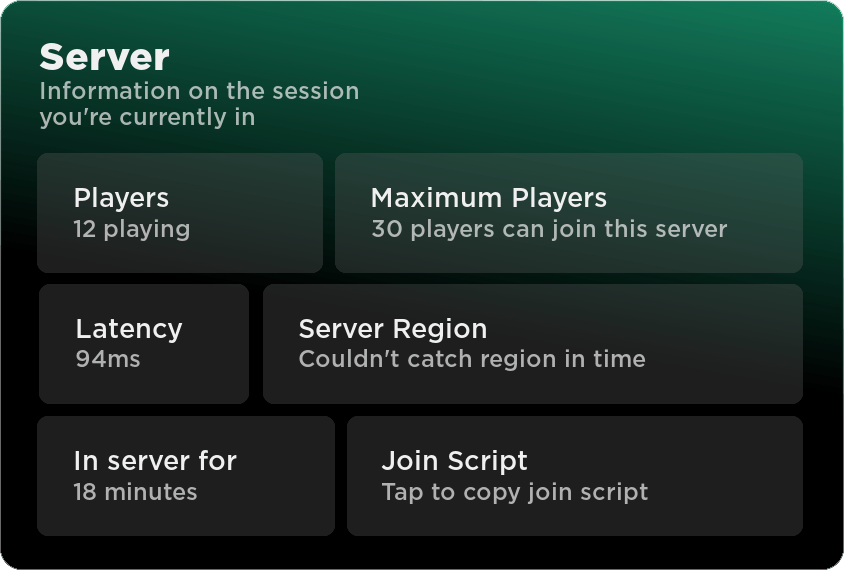 Server
Information on the session
you're currently in
Players
12 playing
Maximum Players
30 players can join this server
Latency
94ms
Server Region
Couldn't catch region in time
In server for
18 minutes
Join Script
Tap to copy join script